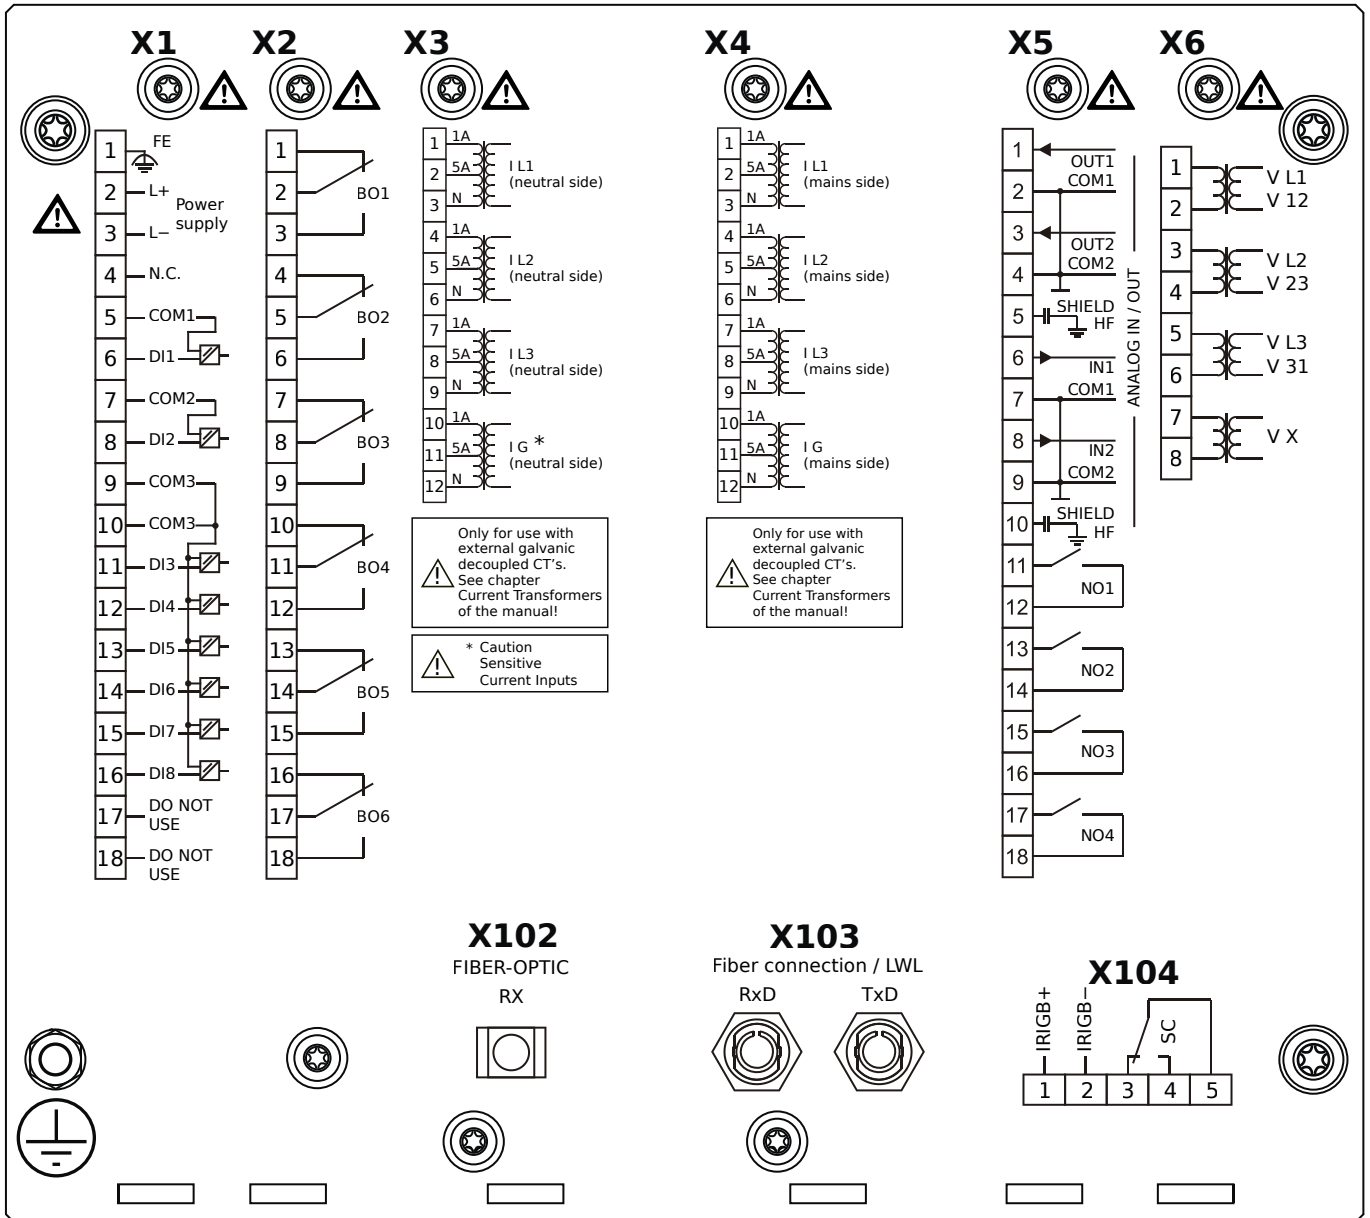 X1
X2
X3
X4
X5
X6
1 FE
2 L+
Power
supply
3 L−
4 N.C.
5 COM1
6 DI1
7 COM2
8 DI2
9 COM3
10 COM3
11 DI3
12 DI4
13 DI5
14 DI6
15 DI7
16 DI8
17 DO NOT
USE
18 DO NOT
USE
1
2 BO1
3
4
5 BO2
6
7
8 BO3
9
10
11 BO4
12
13
14 BO5
15
16
17 BO6
18
1 1A
2 5A
3 N
I L1
(neutral side)
4 1A
5 5A
6 N
I L2
(neutral side)
7 1A
8 5A
9 N
I L3
(neutral side)
10 1A
11 5A
12 N
I G *
(neutral side)
Only for use with
external galvanic
decoupled CT's.
See chapter
Current Transformers
of the manual!
* Caution
Sensitive
Current Inputs
1 1A
2 5A
3 N
I L1
(mains side)
4 1A
5 5A
6 N
I L2
(mains side)
7 1A
8 5A
9 N
I L3
(mains side)
10 1A
11 5A
12 N
I G
(mains side)
Only for use with
external galvanic
decoupled CT's.
See chapter
Current Transformers
of the manual!
1 OUT1
2 COM1
3 OUT2
4 COM2
5 SHIELD
HF
6 IN1
7 COM1
8 IN2
9 COM2
10 SHIELD
HF
ANALOG IN / OUT
11
NO1
12
13
NO2
14
15
NO3
16
17
NO4
18
1 V L1
2 V 12
3 V L2
4 V 23
5 V L3
6 V 31
7
V X
8
X102
FIBER-OPTIC
RX
X103
Fiber connection / LWL
RxD TxD
X104
IRIGB+
IRIGB−
SC
1 2 3 4 5